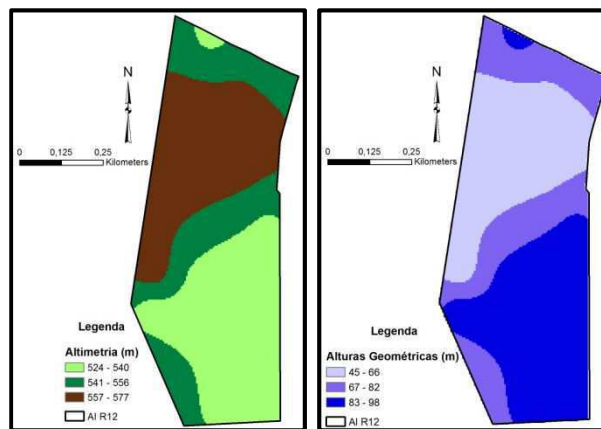 N
0 0,125 0,25
Kilometers
Legenda
Altimetria (m)
524 - 540
541 - 556
557 - 577
AI R12
N
0 0,125 0,25
Kilometers
Legenda
Alturas Geométricas (m)
45 - 66
67 - 82
83 - 98
AI R12